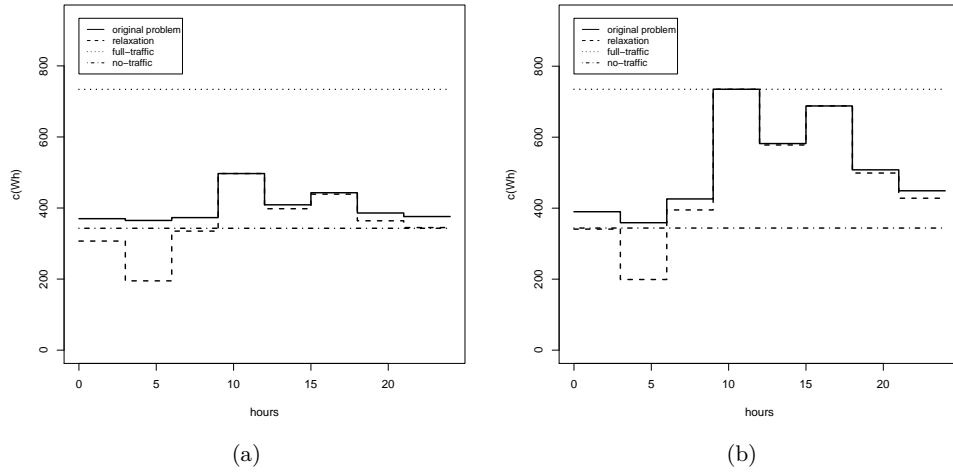 original problem
relaxation
full-traffic
no-traffic
c(Wh)
0 200 400 600 800
0 5 10 15 20
hours
(a)
original problem
relaxation
full-traffic
no-traffic
c(Wh)
0 200 400 600 800
0 5 10 15 20
hours
(b)